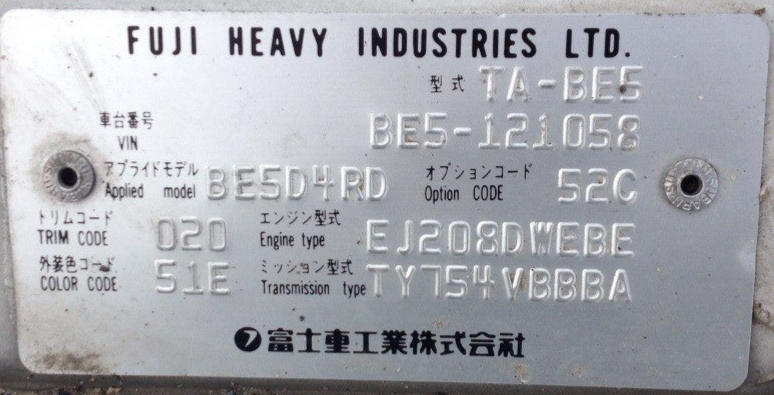 FUJI HEAVY INDUSTRIES LTD.
型式 TA-BE5
車台番号
VIN BE5-121058
アプライドモデル
Applied model BE5D4RD オプションコード
Option CODE 52C
トリムコード
TRIM CODE 020 エンジン型式
Engine type EJ208DWEBE
外装色コード
COLOR CODE 51E ミッション型式
Transmission type TY754VBBBA
富士重工業株式会社